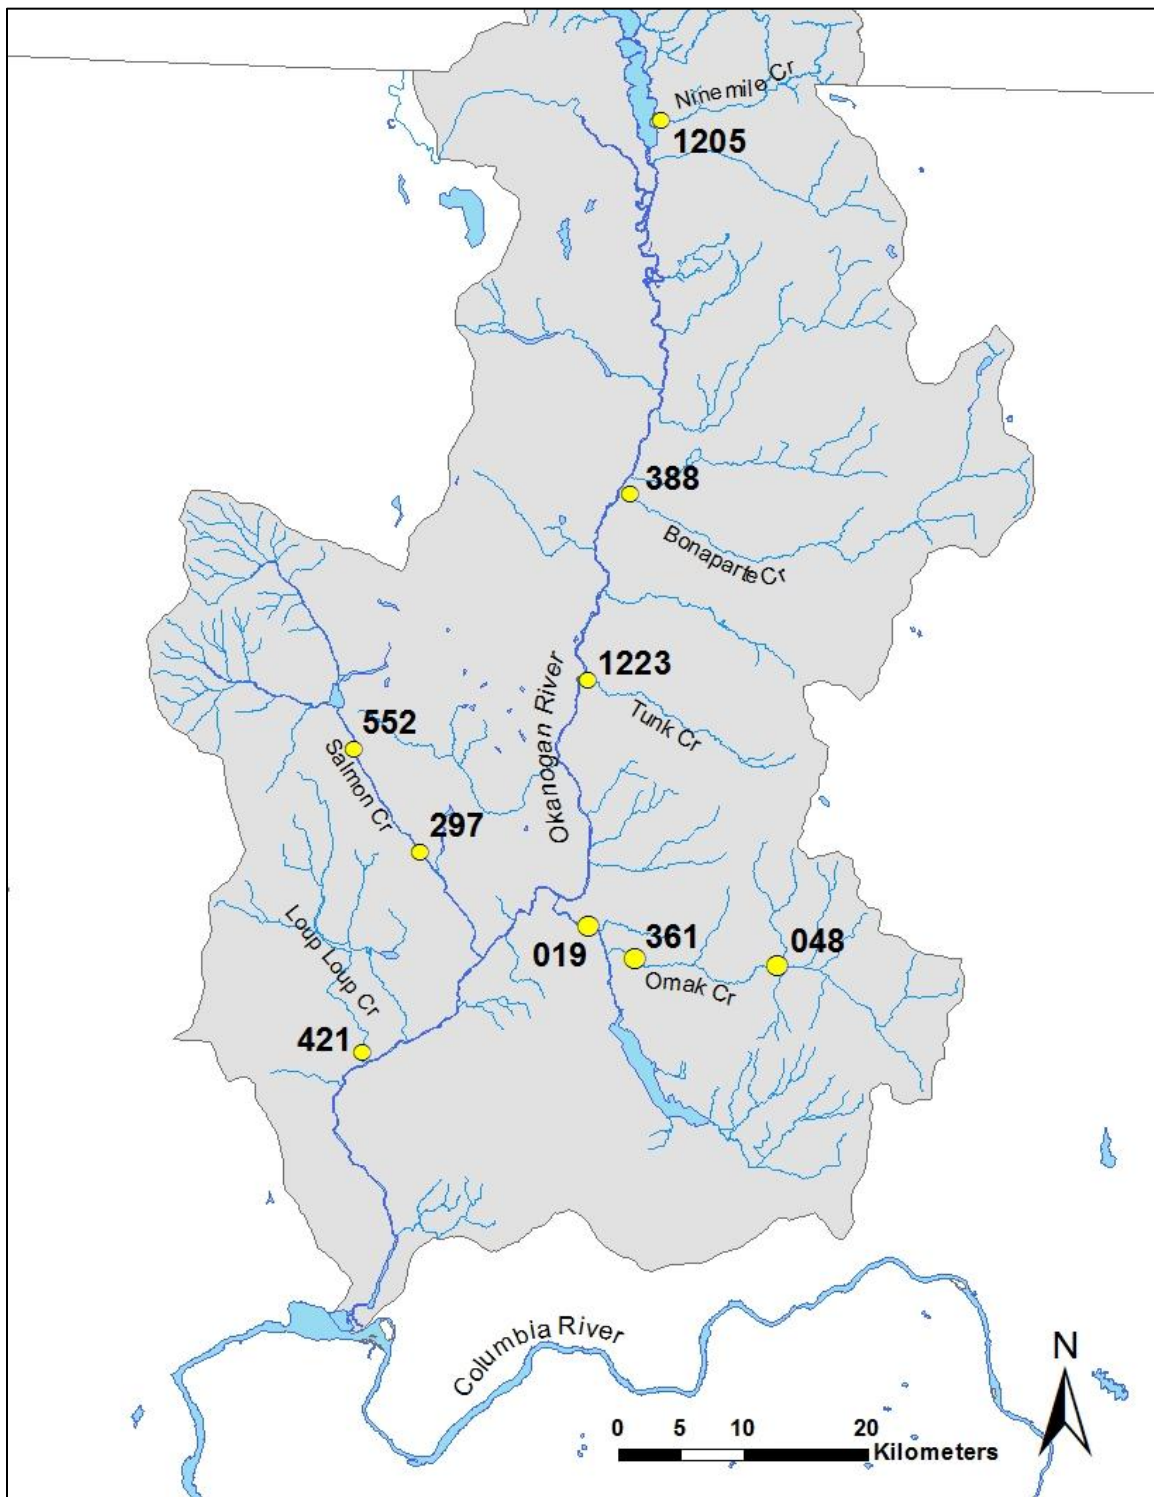 Ninemile Cr
1205
388
Bonaparte Cr
1223
Okanogan River
Tunk Cr
552
Salmon Cr
297
Loup Loup Cr
019
361
048
Omak Cr
421
Columbia River
N
0 5 10 20
Kilometers